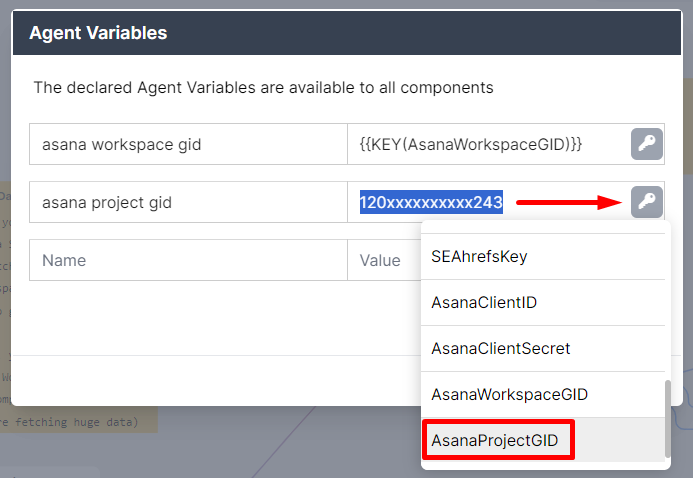 Agent Variables
The declared Agent Variables are available to all components
asana workspace gid {{KEY(AsanaWorkspaceGID)}}
asana project gid 120xxxxxxxxxx243
Name Value
SEAhrefsKey
AsanaClientID
AsanaClientSecret
AsanaWorkspaceGID
AsanaProjectGID
re fetching huge data)